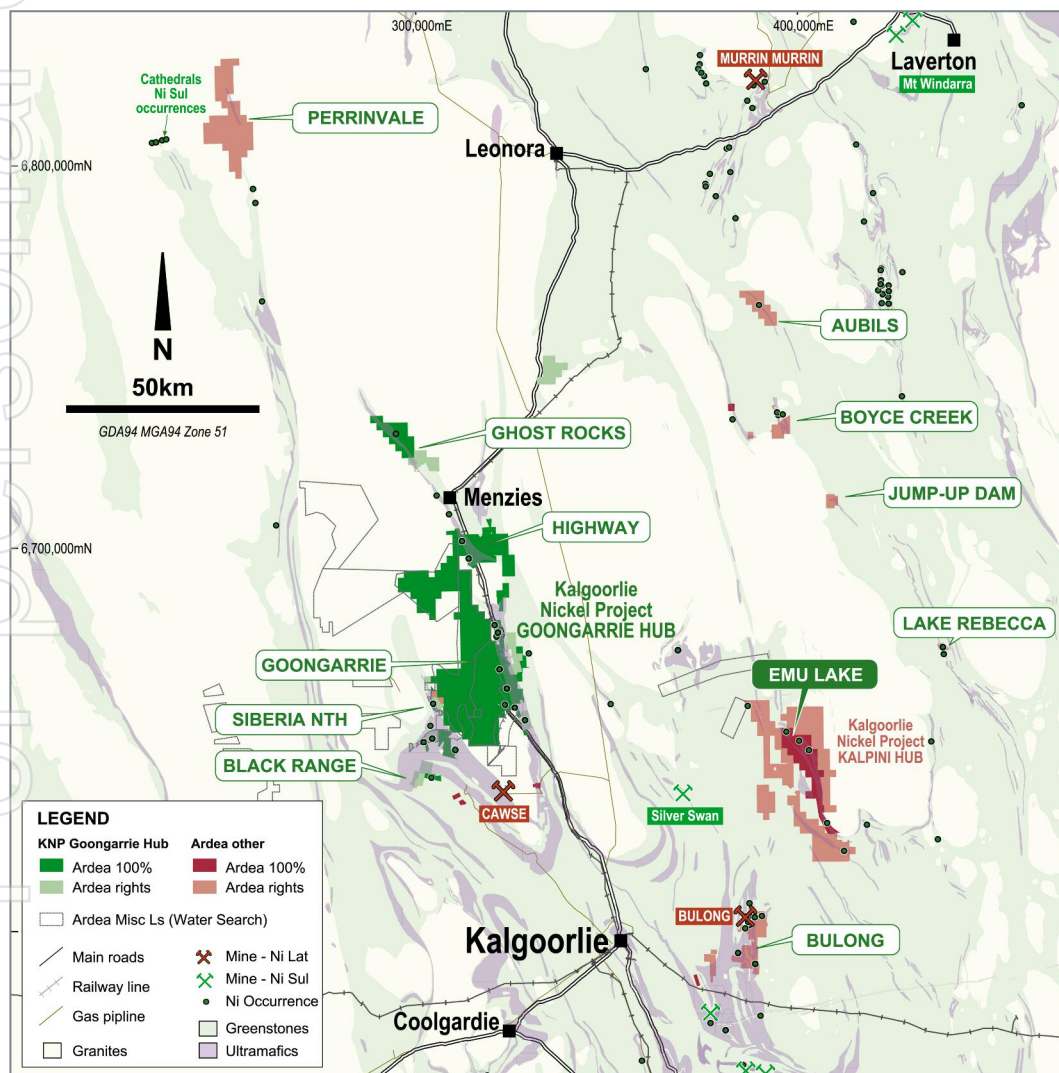 300,000mE
400,000mE
Cathedrals
Ni Sul
occurrences
PERRINVALE
MURRIN MURRIN
Laverton
Mt Windarra
Leonora
6,800,000mN
N
50km
GDA94 MGA94 Zone 51
AUBILS
GHOST ROCKS
BOYCE CREEK
Menzies
JUMP-UP DAM
HIGHWAY
6,700,000mN
Kalgoorlie
Nickel Project
GOONGARRIE HUB
LAKE REBECCA
GOONGARRIE
EMU LAKE
SIBERIA NTH
Kalgoorlie
Nickel Project
KALPINI HUB
BLACK RANGE
CAWSE
Silver Swan
LEGEND
KNP Goongarrie Hub
Ardea other
Ardea 100%
Ardea 100%
Ardea rights
Ardea rights
Ardea Misc Ls (Water Search)
Main roads
Mine - Ni Lat
Railway line
Mine - Ni Sul
Gas pipline
Ni Occurrence
Greenstones
Granites
Ultramafics
BULONG
BULONG
Kalgoorlie
Coolgardie